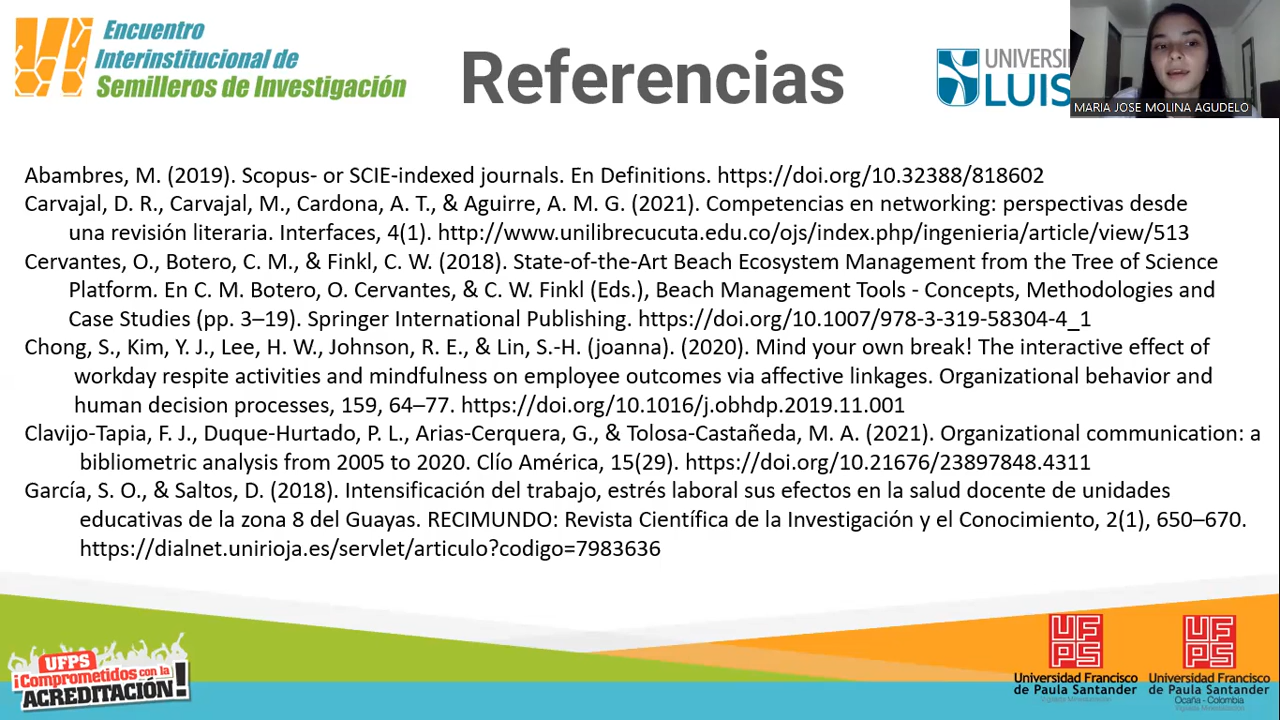 VI Encuentro
Interinstitucional de
Semilleros de Investigación
Referencias
LUIS
MARIA JOSE MOLINA AGUDELO
Abambres, M. (2019). Scopus- or SCIE-indexed journals. En Definitions. https://doi.org/10.32388/818602
Carvajal, D. R., Carvajal, M., Cardona, A. T., & Aguirre, A. M. G. (2021). Competencias en networking: perspectivas desde
una revisión literaria. Interfaces, 4(1). http://www.unilibrecucuta.edu.co/ojs/index.php/ingenieria/article/view/513
Cervantes, O., Botero, C. M., & Finkl, C. W. (2018). State-of-the-Art Beach Ecosystem Management from the Tree of Science
Platform. En C. M. Botero, O. Cervantes, & C. W. Finkl (Eds.), Beach Management Tools - Concepts, Methodologies and
Case Studies (pp. 3–19). Springer International Publishing. https://doi.org/10.1007/978-3-319-58304-4_1
Chong, S., Kim, Y. J., Lee, H. W., Johnson, R. E., & Lin, S.-H. (joanna). (2020). Mind your own break! The interactive effect of
workday respite activities and mindfulness on employee outcomes via affective linkages. Organizational behavior and
human decision processes, 159, 64–77. https://doi.org/10.1016/j.obhdp.2019.11.001
Clavijo-Tapia, F. J., Duque-Hurtado, P. L., Arias-Cerquera, G., & Tolosa-Castañeda, M. A. (2021). Organizational communication: a
bibliometric analysis from 2005 to 2020. Clío América, 15(29). https://doi.org/10.21676/23897848.4311
García, S. O., & Saltos, D. (2018). Intensificación del trabajo, estrés laboral sus efectos en la salud docente de unidades
educativas de la zona 8 del Guayas. RECIMUNDO: Revista Científica de la Investigación y el Conocimiento, 2(1), 650–670.
https://dialnet.unirioja.es/servlet/articulo?codigo=7983636
UFPS
¡Comprometidos con la
ACREDITACIÓN!
UFPS
Universidad Francisco
de Paula Santander
UFPS
Universidad Francisco
de Paula Santander
Ocaña - Colombia